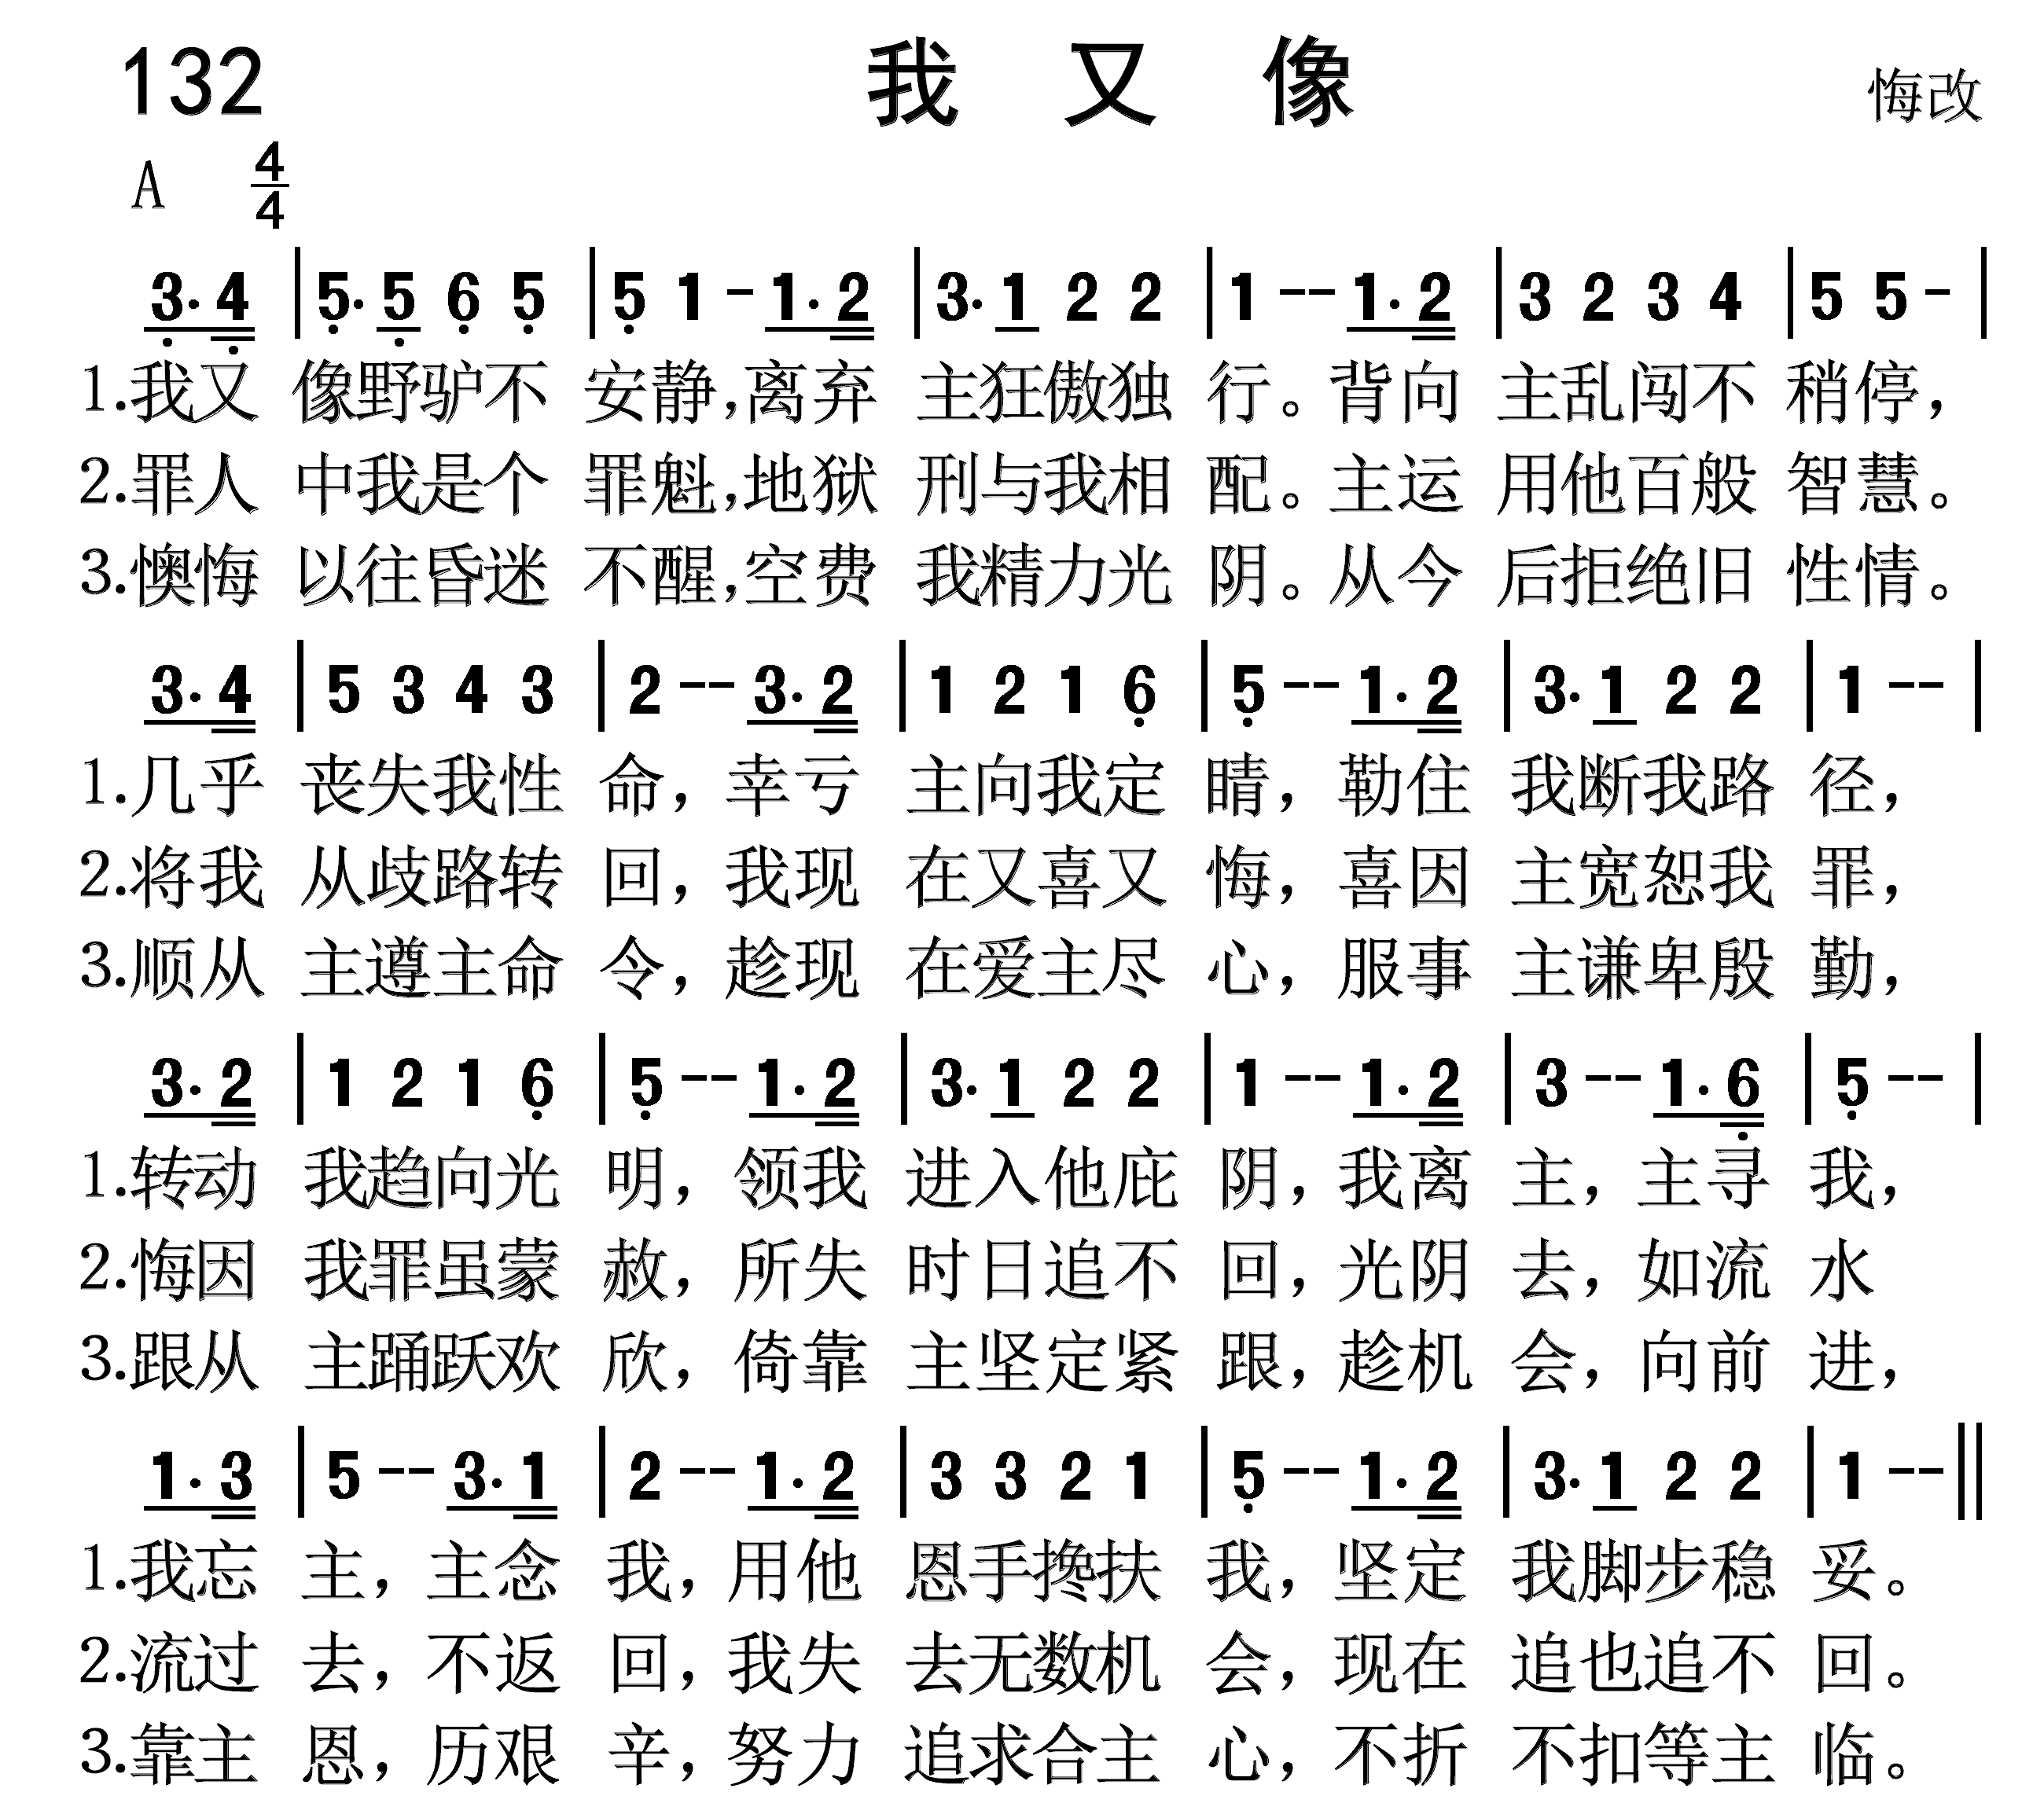 132 我又像 悔改
A 4/4
3·4 | 5·5 6 5 | 5 1 - 1·2 | 3·1 2 2 | 1 - - 1·2 | 3 2 3 4 | 5 5 - |
1.我又 像野驴不 安静，离弃 主狂傲独 行。背向 主乱闯不 稍停，
2.罪人 中我是个 罪魁，地狱 刑与我相 配。主运 用他百般 智慧。
3.懊悔 以往昏迷 不醒，空费 我精力光 阴。从今 后拒绝旧 性情。
3·4 | 5 3 4 3 | 2 - - 3·2 | 1 2 1 6 | 5 - - 1·2 | 3·1 2 2 | 1 - - |
1.几乎 丧失我性 命，幸亏 主向我定 睛，勒住 我断我路 径，
2.将我 从歧路转 回，我现 在又喜又 悔，喜因 主宽恕我 罪，
3.顺从 主遵主命 令，趁现 在爱主尽 心，服事 主谦卑殷 勤，
3·2 | 1 2 1 6 | 5 - - 1·2 | 3·1 2 2 | 1 - - 1·2 | 3 - - 1·6 | 5 - - |
1.转动 我趋向光 明，领我 进入他庇 阴，我离 主，主寻 我，
2.悔因 我罪虽蒙 赦，所失 时日追不 回，光阴 去，如流 水
3.跟从 主踊跃欢 欣，倚靠 主坚定紧 跟，趁机 会，向前 进，
1·3 | 5 - - 3·1 | 2 - - 1·2 | 3 3 2 1 | 5 - - 1·2 | 3·1 2 2 | 1 - - ||
1.我忘 主，主念 我，用他 恩手搀扶 我，坚定 我脚步稳 妥。
2.流过 去，不返 回，我失 去无数机 会，现在 追也追不 回。
3.靠主 恩，历艰 辛，努力 追求合主 心，不折 不扣等主 临。